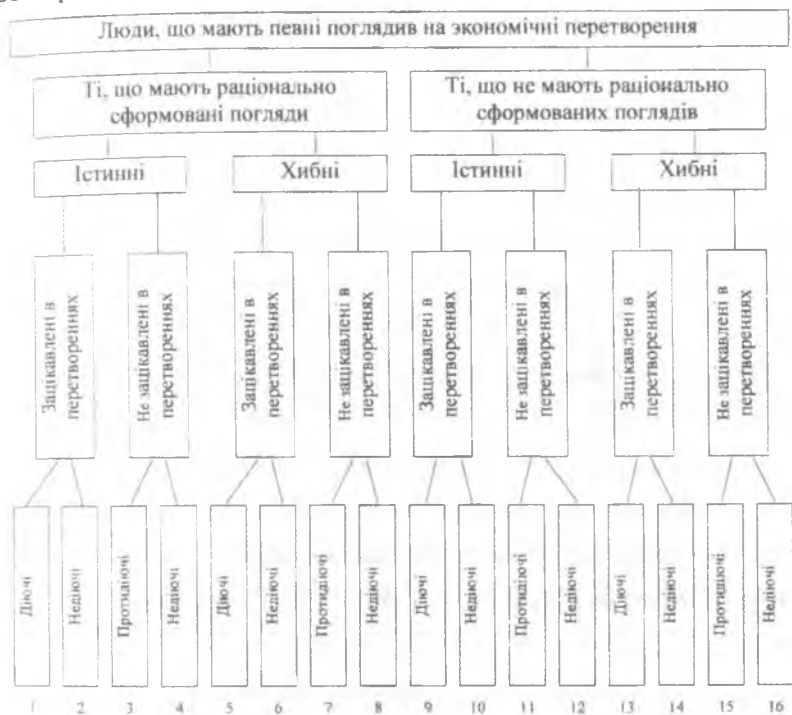 Люди, що мають певні поглядив на экономічні перетворення
Ті, що мають раціонально
сформовані погляди
Ті, що не мають раціонально
сформованих поглядів
Істинні
Хибні
Істинні
Хибні
Зацікавлені в
перетвореннях
Не зацікавлені в
перетвореннях
Зацікавлені в
перетвореннях
Не зацікавлені в
перетвореннях
Зацікавлені в
перетвореннях
Не зацікавлені в
перетвореннях
Зацікавлені в
перетвореннях
Не зацікавлені в
перетвореннях
Діючі
Недіючі
Протидіючі
Недіючі
Діючі
Недіючі
Протидіючі
Недіючі
Діючі
Недіючі
Протидіючі
Недіючі
Діючі
Недіючі
Протидіючі
Недіючі
1 2 3 4 5 6 7 8 9 10 11 12 13 14 15 16